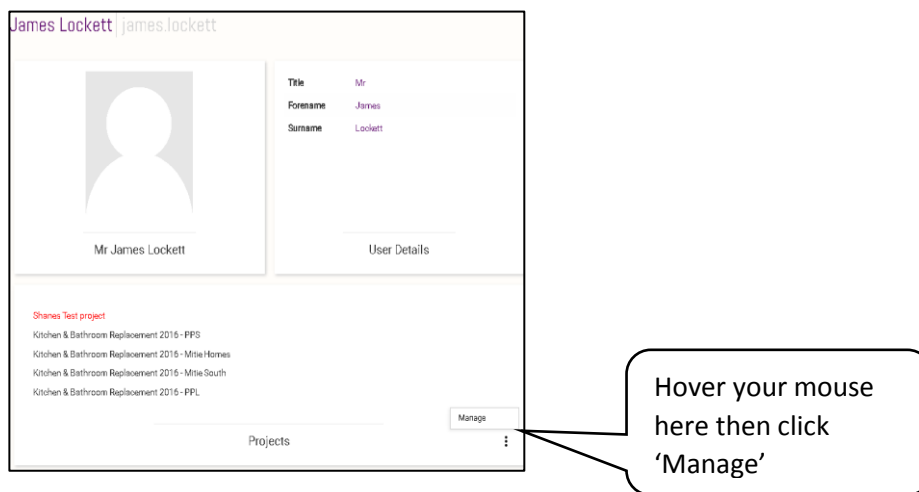 James Lockett james.lockett
Title Mr
Forename James
Surname Lockett
Mr James Lockett
User Details
Shanes Test project
Kitchen & Bathroom Replacement 2016 - PPS
Kitchen & Bathroom Replacement 2016 - Mitie Homes
Kitchen & Bathroom Replacement 2016 - Mitie South
Kitchen & Bathroom Replacement 2016 - PPL
Manage
Projects
Hover your mouse
here then click
‘Manage’